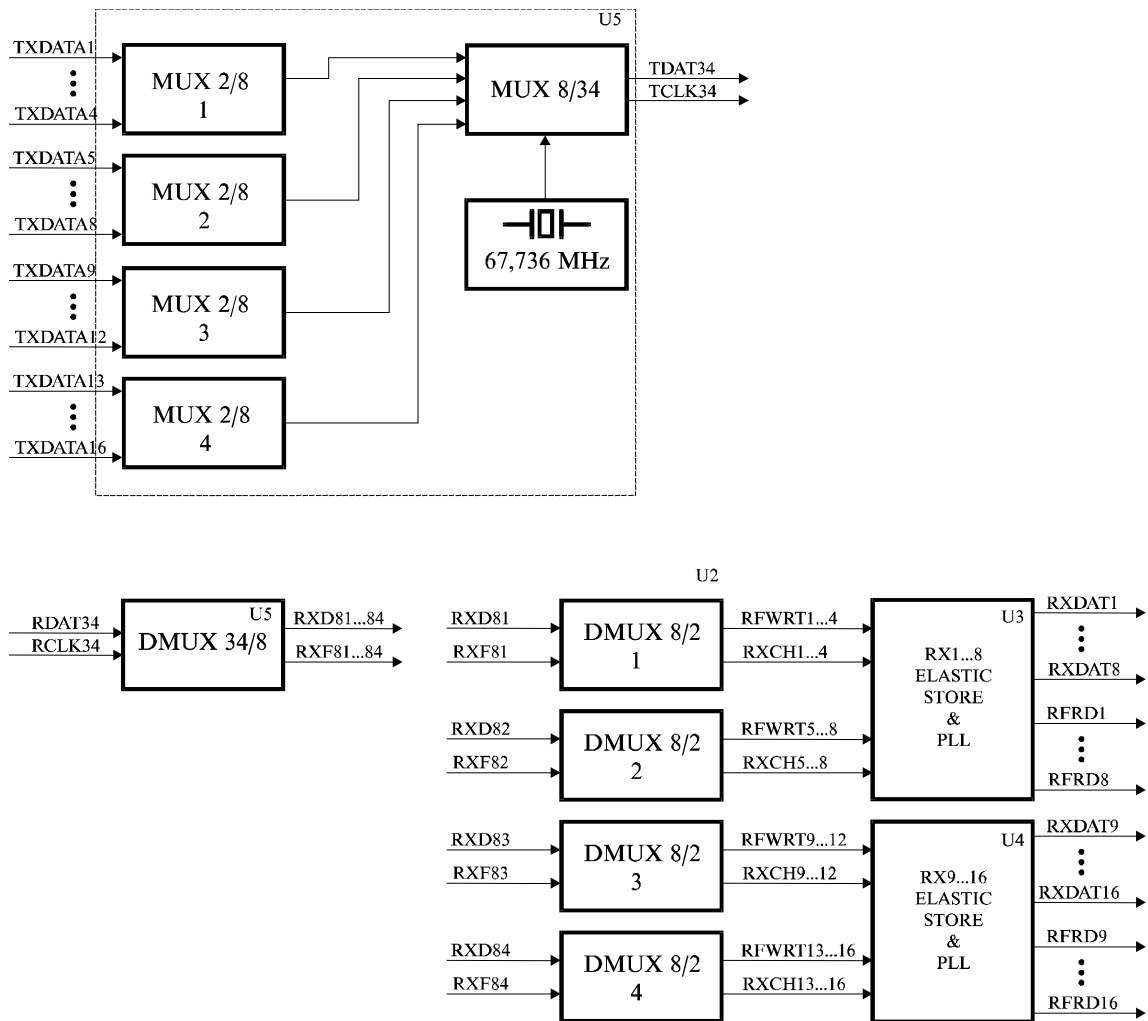 U5
TXDATA1
TXDATA4
MUX 2/8
1
TXDATA5
TXDATA8
MUX 2/8
2
TXDATA9
TXDATA12
MUX 2/8
3
TXDATA13
TXDATA16
MUX 2/8
4
MUX 8/34
TDAT34
TCLK34
67,736 MHz
RDAT34
RCLK34
U5
DMUX 34/8
RXD81...84
RXF81...84
U2
RXD81
RXF81
DMUX 8/2
1
RFWRT1...4
RXCH1...4
RXD82
RXF82
DMUX 8/2
2
RFWRT5...8
RXCH5...8
U3
RX1...8
ELASTIC
STORE
&
PLL
RXDAT1
RXDAT8
RFRD1
RFRD8
RXD83
RXF83
DMUX 8/2
3
RFWRT9...12
RXCH9...12
RXD84
RXF84
DMUX 8/2
4
RFWRT13...16
RXCH13...16
U4
RX9...16
ELASTIC
STORE
&
PLL
RXDAT9
RXDAT16
RFRD9
RFRD16